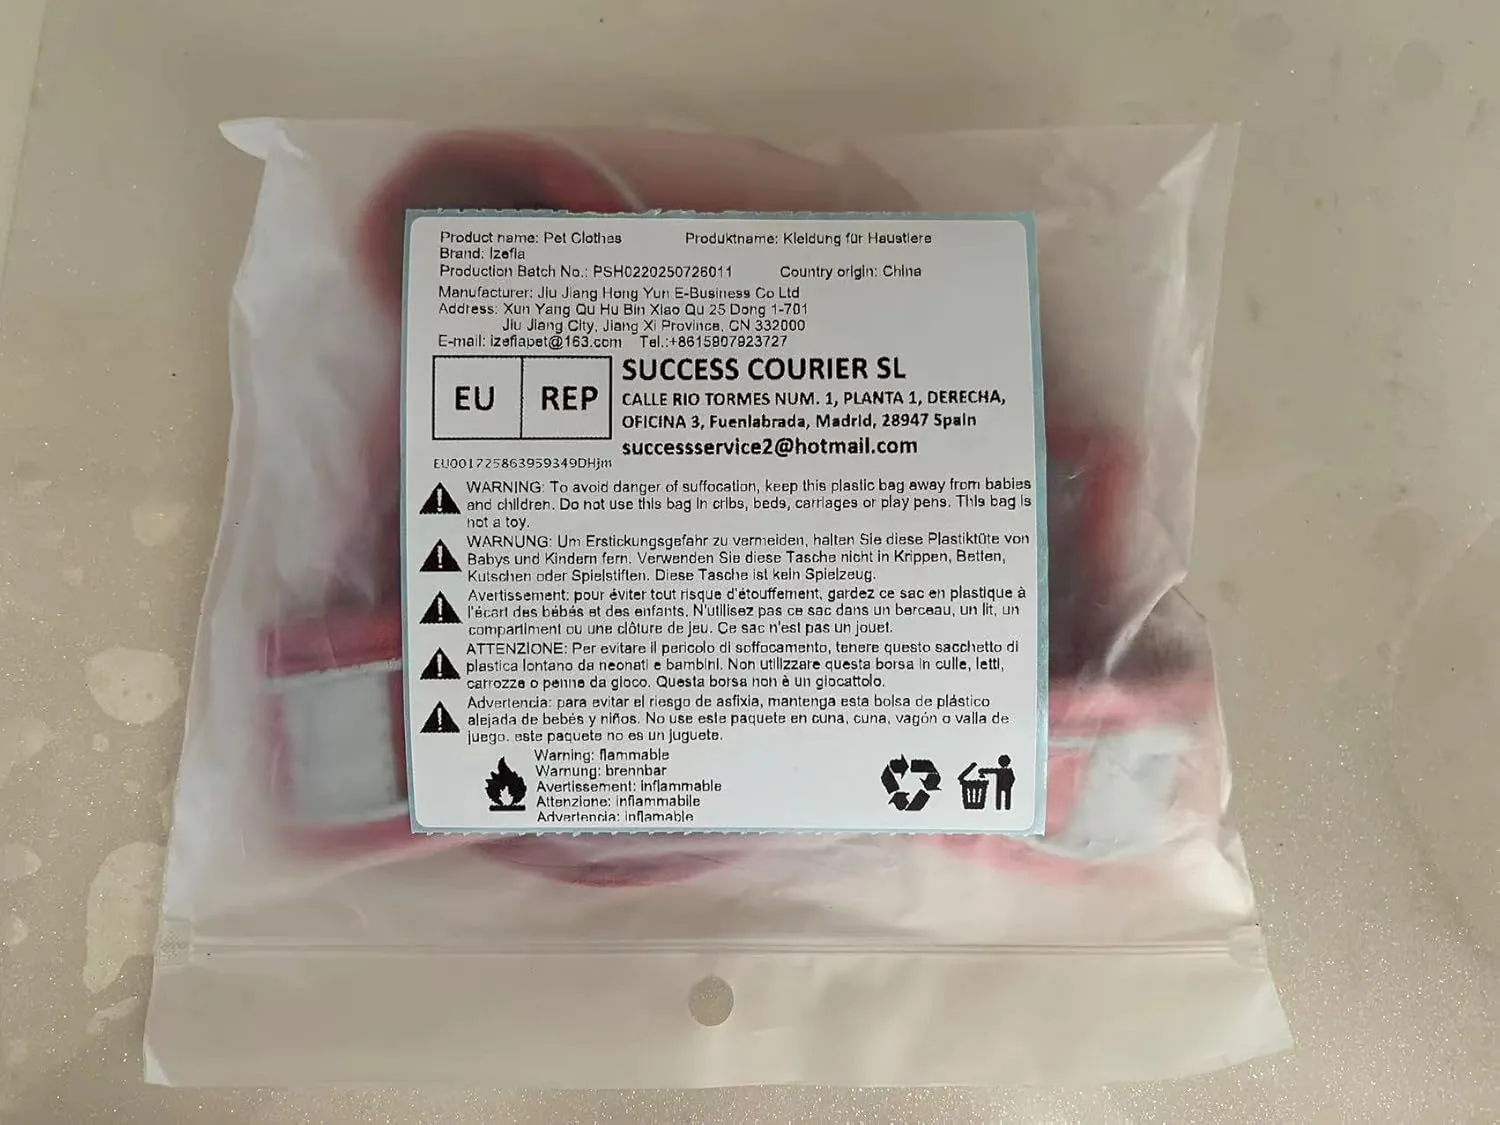 Product name: Pet Clothes Produktname: Kleidung für Haustiere
Brand: Izefia
Production Batch No.: PSH0220250726011 Country origin: China
Manufacturer: Jiu Jiang Hong Yun E-Business Co Ltd
Address: Xun Yang Qu Hu Bin Xiao Qu 25 Dong 1-701
Jiu Jiang City, Jiang Xi Province, CN 332000
E-mail: izefiapet@163.com Tel.:+8615907923727
EU REP
SUCCESS COURIER SL
CALLE RIO TORMES NUM. 1, PLANTA 1, DERECHA,
OFICINA 3, Fuenlabrada, Madrid, 28947 Spain
successservice2@hotmail.com
EU001725863959349DHjm
WARNING: To avoid danger of suffocation, keep this plastic bag away from babies
and children. Do not use this bag in cribs, beds, carriages or play pens. This bag is
not a toy.
WARNUNG: Um Erstickungsgefahr zu vermeiden, halten Sie diese Plastiktüte von
Babys und Kindern fern. Verwenden Sie diese Tasche nicht in Krippen, Betten,
Kutschen oder Spielstiften. Diese Tasche ist kein Spielzeug.
Avertissement: pour éviter tout risque d'étouffement, gardez ce sac en plastique à
l'écart des bébés et des enfants. N'utilisez pas ce sac dans un berceau, un lit, un
compartiment ou une clôture de jeu. Ce sac n'est pas un jouet.
ATTENZIONE: Per evitare il pericolo di soffocamento, tenere questo sacchetto di
plastica lontano da neonati e bambini. Non utilizzare questa borsa in culle, letti,
carrozze o penne da gioco. Questa borsa non è un giocattolo.
Advertencia: para evitar el riesgo de asfixia, mantenga esta bolsa de plástico
alejada de bebés y niños. No use este paquete en cuna, cuna, vagón o valla de
juego. este paquete no es un juguete.
Warning: flammable
Warnung: brennbar
Avertissement: inflammable
Attenzione: inflammabile
Advertencia: inflamable